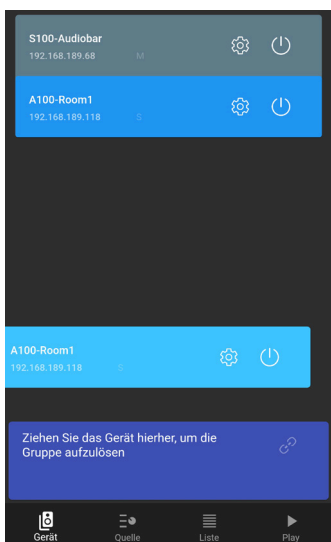 S100-Audiobar
192.168.189.68 M
A100-Room1
192.168.189.118 S
A100-Room1
192.168.189.118 S
Ziehen Sie das Gerät hierher, um die
Gruppe aufzulösen
Gerät Quelle Liste Play